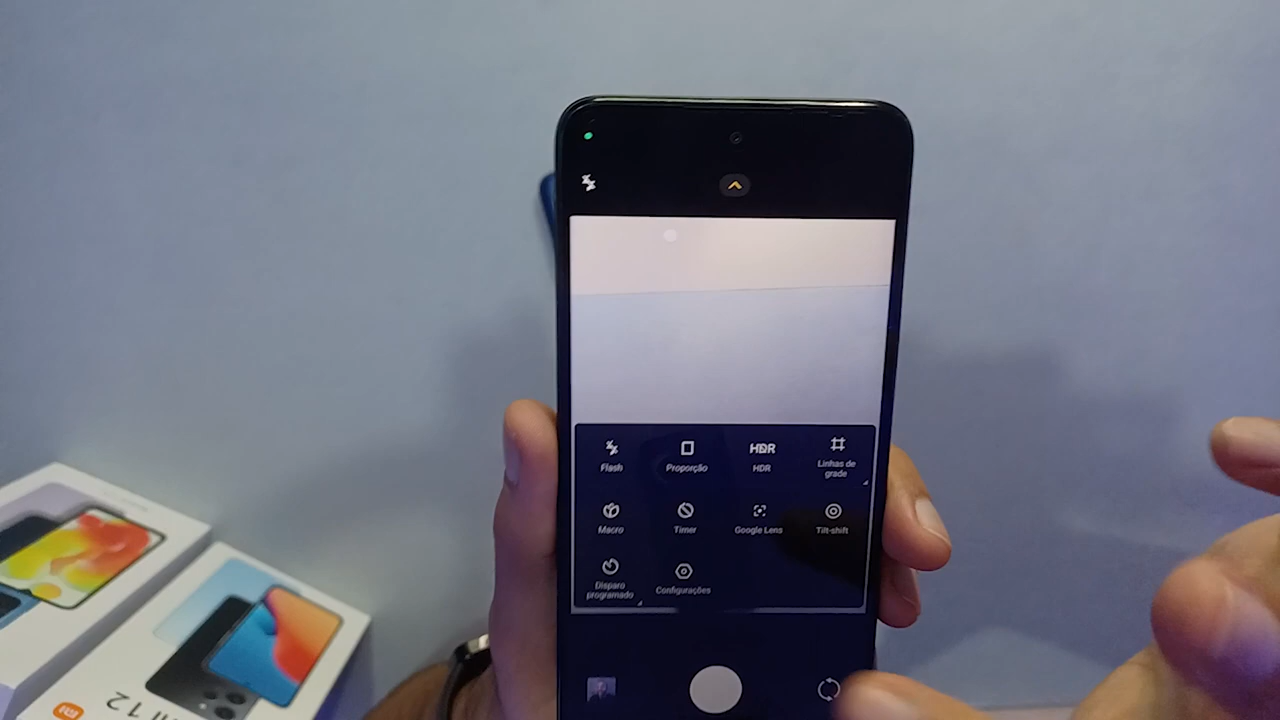 Flash
Proporção
HDR
HDR
Linhas de
grade
Macro
Timer
Google Lens
Tilt-shift
Disparo
programado
Configurações
12